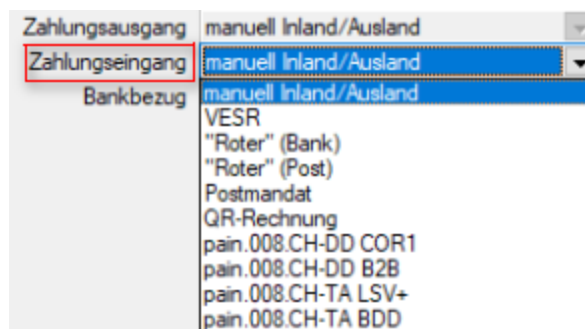 Zahlungsausgang manuell Inland/Ausland
Zahlungseingang manuell Inland/Ausland
Bankbezug manuell Inland/Ausland
VESR
"Roter" (Bank)
"Roter" (Post)
Postmandat
QR-Rechnung
pain.008.CH-DD COR1
pain.008.CH-DD B2B
pain.008.CH-TA LSV+
pain.008.CH-TA BDD